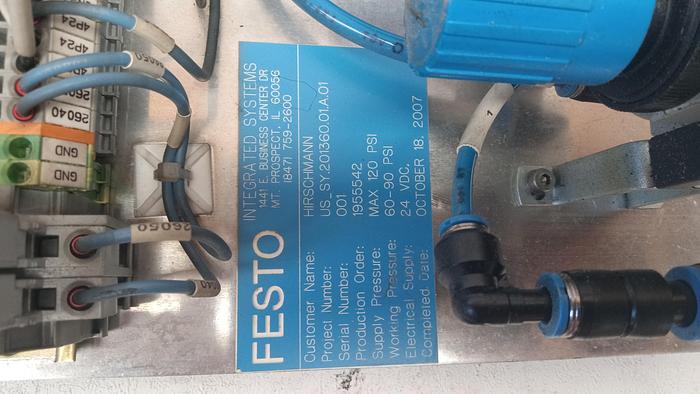 FESTO
INTEGRATED SYSTEMS
1441 E. BUSINESS CENTER DR
MT. PROSPECT, IL 60056
(847) 759-2600
Customer Name: HIRSCHMANN
Project Number: US_SY.201360.01.A.01
Serial Number: 001
Production Order: 1955542
Supply Pressure: MAX 120 PSI
Working Pressure: 60-90 PSI
Electrical Supply: 24 VDC.
Completed Date: OCTOBER 18, 2007
4P24
4P24
26040
GND
GND
26050
26050